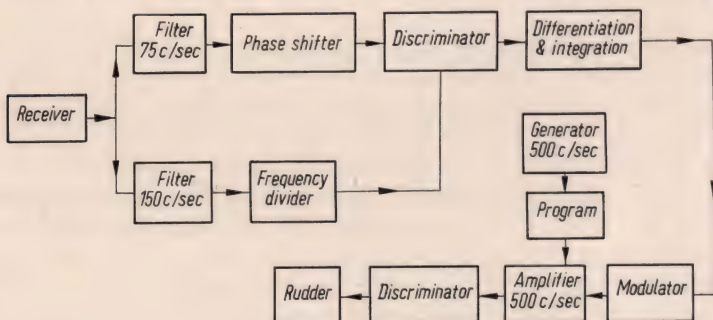 Filter
75 c/sec
Phase shifter
Discriminator
Differentiation
& integration
Receiver
Filter
150 c/sec
Frequency
divider
Generator
500 c/sec
Program
Rudder
Discriminator
Amplifier
500 c/sec
Modulator